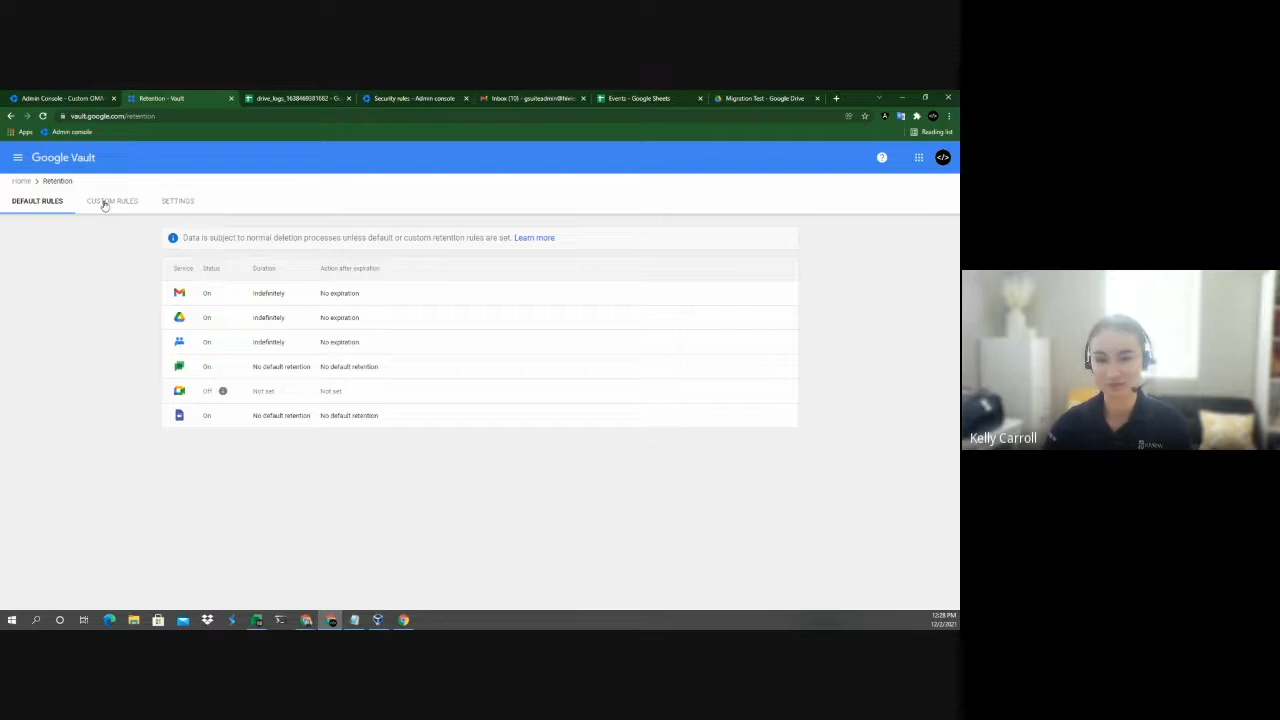 Admin Console - Custom OMA
Retention - Vault
drive_logs_1638469381682 - G
Security rules - Admin console
Inbox (10) - gsuiteadmin@hivie
Events - Google Sheets
Migration Test - Google Drive
vault.google.com/retention
Apps
Admin console
Reading list
Google Vault
Home > Retention
DEFAULT RULES
CUSTOM RULES
SETTINGS
Data is subject to normal deletion processes unless default or custom retention rules are set. Learn more
Service Status Duration Action after expiration
On Indefinitely No expiration
On Indefinitely No expiration
On Indefinitely No expiration
On No default retention No default retention
Off Not set Not set
On No default retention No default retention
Kelly Carroll
12:28 PM
12/2/2021